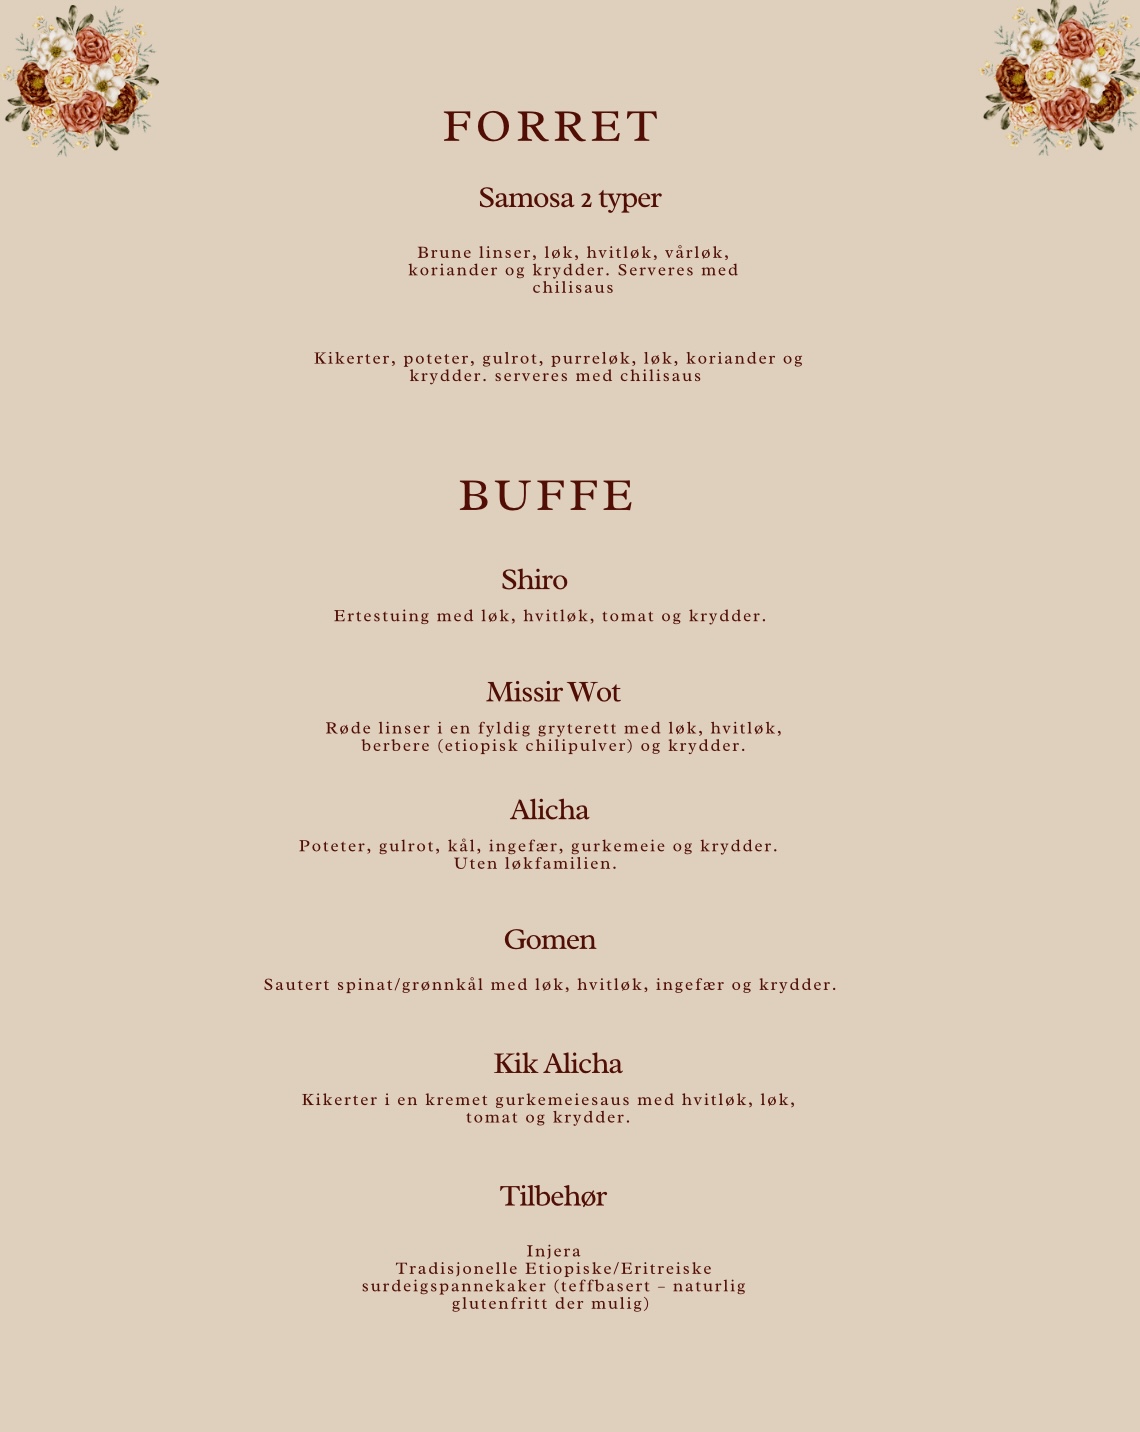 FORRET
Samosa 2 typer
Brune linser, løk, hvitløk, vårløk,
koriander og krydder. Serveres med
chilisaus
Kikerter, poteter, gulrot, purreløk, løk, koriander og
krydder. serveres med chilisaus
BUFFE
Shiro
Ertestuing med løk, hvitløk, tomat og krydder.
Missir Wot
Røde linser i en fyldig gryterett med løk, hvitløk,
berbere (etiopisk chilipulver) og krydder.
Alicha
Poteter, gulrot, kål, ingefær, gurkemeie og krydder.
Uten løkfamilien.
Gomen
Sautert spinat/grønnkål med løk, hvitløk, ingefær og krydder.
Kik Alicha
Kikerter i en kremet gurkemeiesaus med hvitløk, løk,
tomat og krydder.
Tilbehør
Injera
Tradisjonelle Etiopiske/Eritreiske
surdeigspannekaker (teffbasert – naturlig
glutenfritt der mulig)